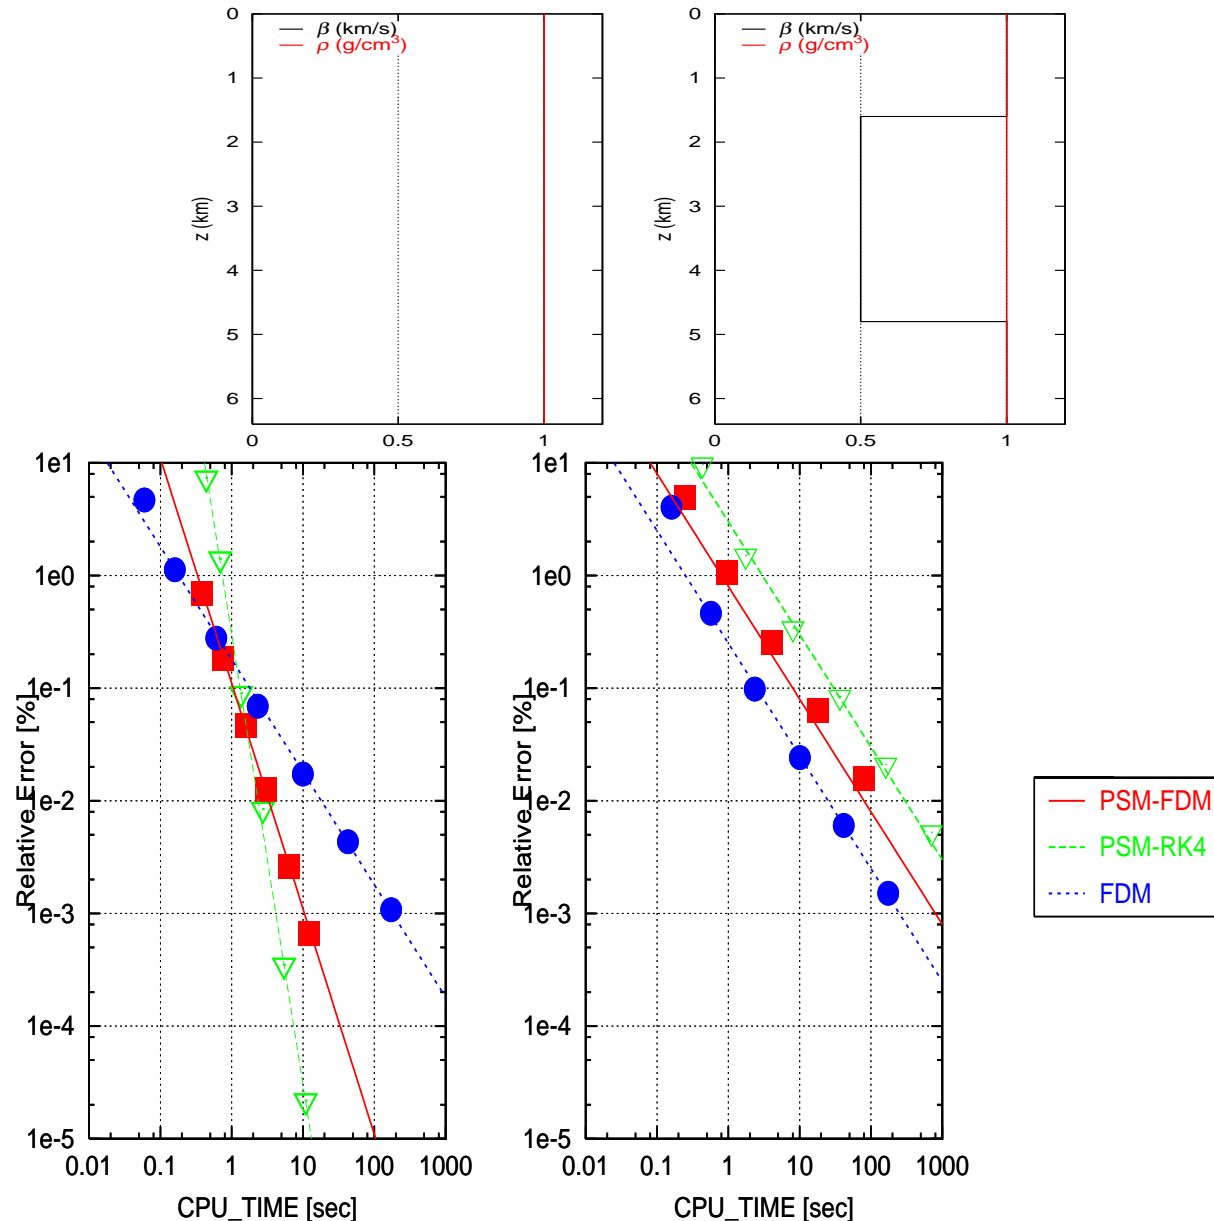 β (km/s)
ρ (g/cm³)
0
1
2
3
4
5
6
z (km)
0
0.5
1
β (km/s)
ρ (g/cm³)
0
1
2
3
4
5
6
z (km)
0
0.5
1
1e1
1e0
1e-1
1e-2
1e-3
1e-4
1e-5
Relative Error [%]
0.01
0.1
1
10
100
1000
CPU_TIME [sec]
1e1
1e0
1e-1
1e-2
1e-3
1e-4
1e-5
Relative Error [%]
0.01
0.1
1
10
100
1000
CPU_TIME [sec]
PSM-FDM
PSM-RK4
FDM